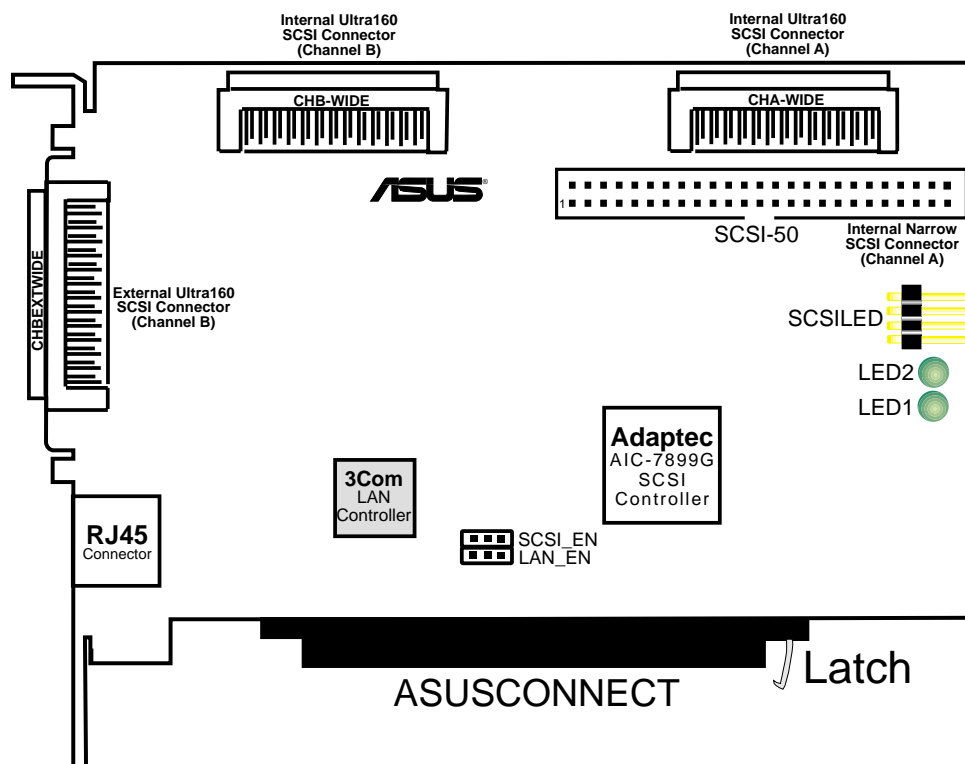 Internal Ultra160
SCSI Connector
(Channel B)
Internal Ultra160
SCSI Connector
(Channel A)
CHB-WIDE
CHA-WIDE
ASUS®
1
SCSI-50
Internal Narrow
SCSI Connector
(Channel A)
CHBEXTWIDE
External Ultra160
SCSI Connector
(Channel B)
SCSILED
LED2
LED1
Adaptec
AIC-7899G
SCSI
Controller
3Com
LAN
Controller
SCSI_EN
LAN_EN
RJ45
Connector
Latch
ASUSCONNECT